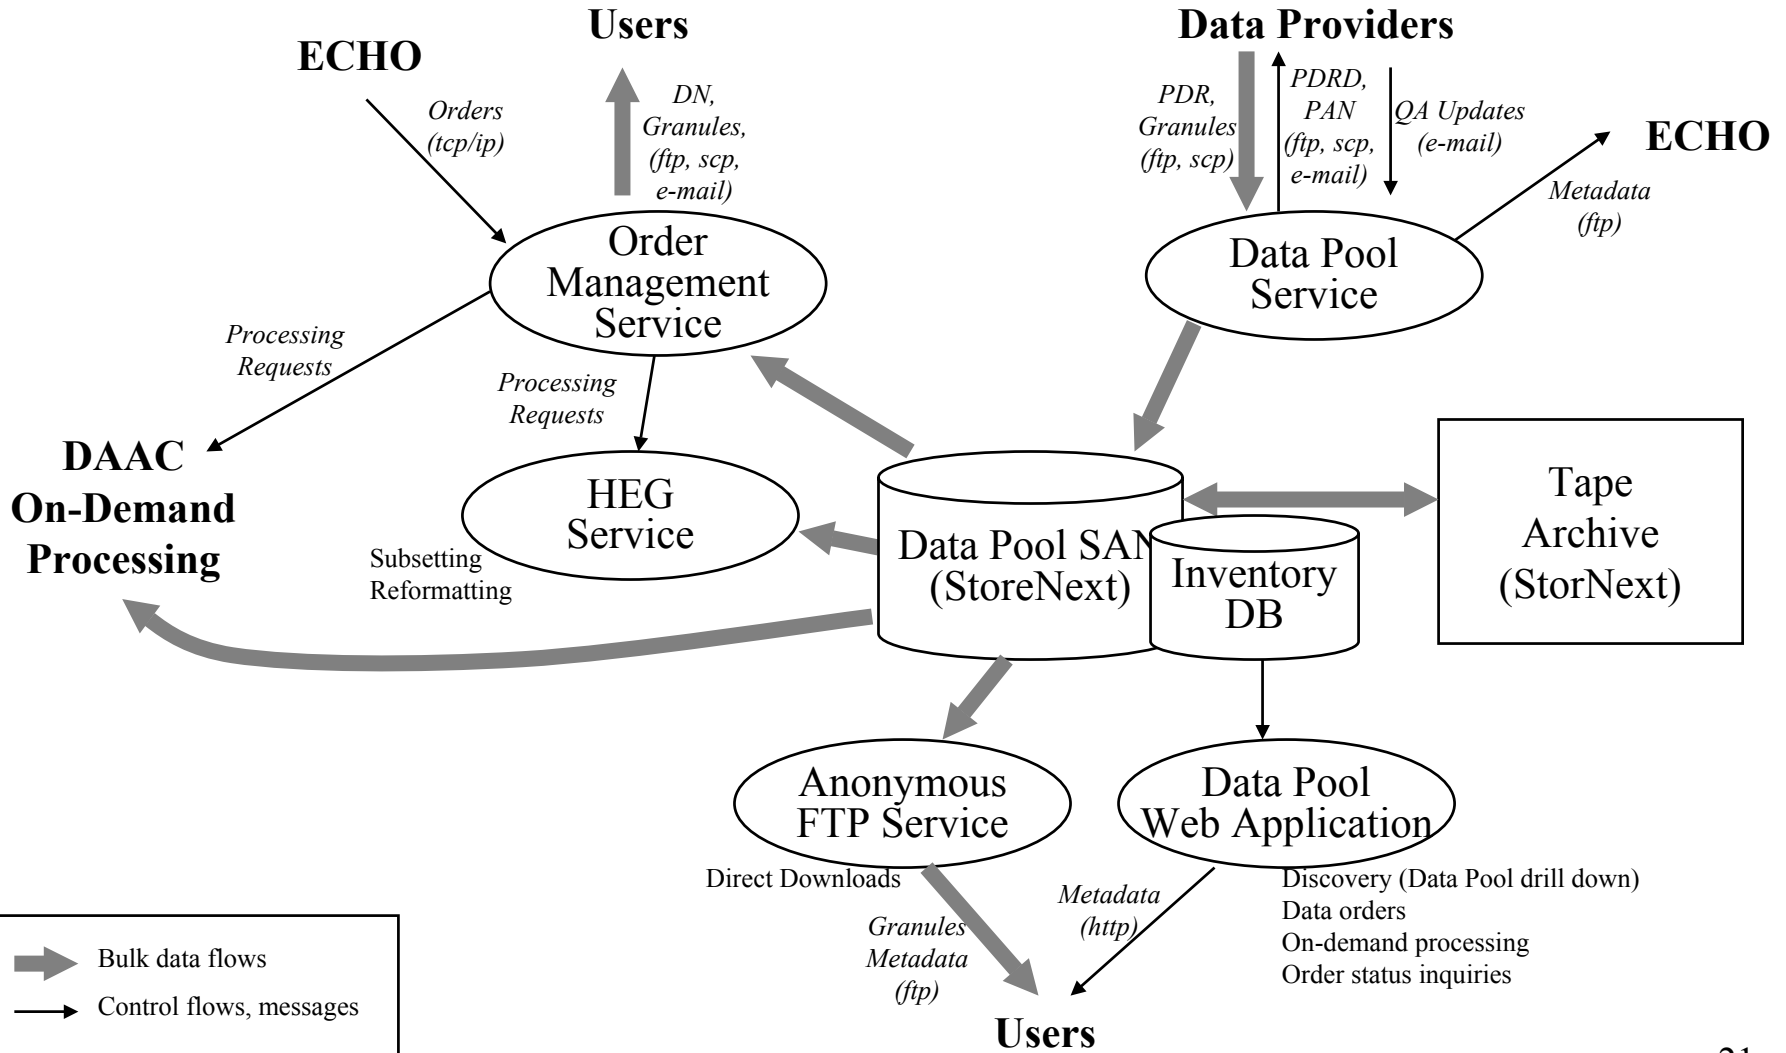 Users
Data Providers
ECHO
Orders
(tcp/ip)
DN,
Granules,
(ftp, scp,
e-mail)
PDR,
Granules
(ftp, scp)
PDRD,
PAN
(ftp, scp,
e-mail)
QA Updates
(e-mail)
ECHO
Metadata
(ftp)
Order
Management
Service
Data Pool
Service
Processing
Requests
Processing
Requests
DAAC
On-Demand
Processing
HEG
Service
Subsetting
Reformatting
Data Pool SAN
(StoreNext)
Inventory
DB
Tape
Archive
(StorNext)
Anonymous
FTP Service
Data Pool
Web Application
Direct Downloads
Granules
Metadata
(ftp)
Metadata
(http)
Discovery (Data Pool drill down)
Data orders
On-demand processing
Order status inquiries
Bulk data flows
Control flows, messages
Users